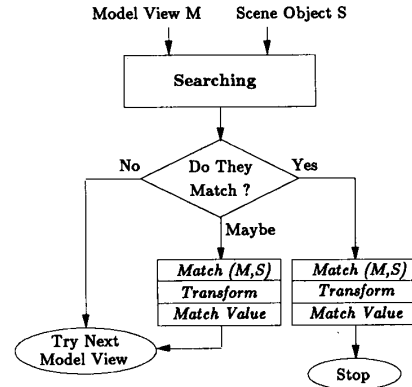 Model View M Scene Object S
Searching
No Do They Yes
Match ?
Maybe
Match (M,S) Match (M,S)
Transform Transform
Match Value Match Value
Try Next
Model View
Stop